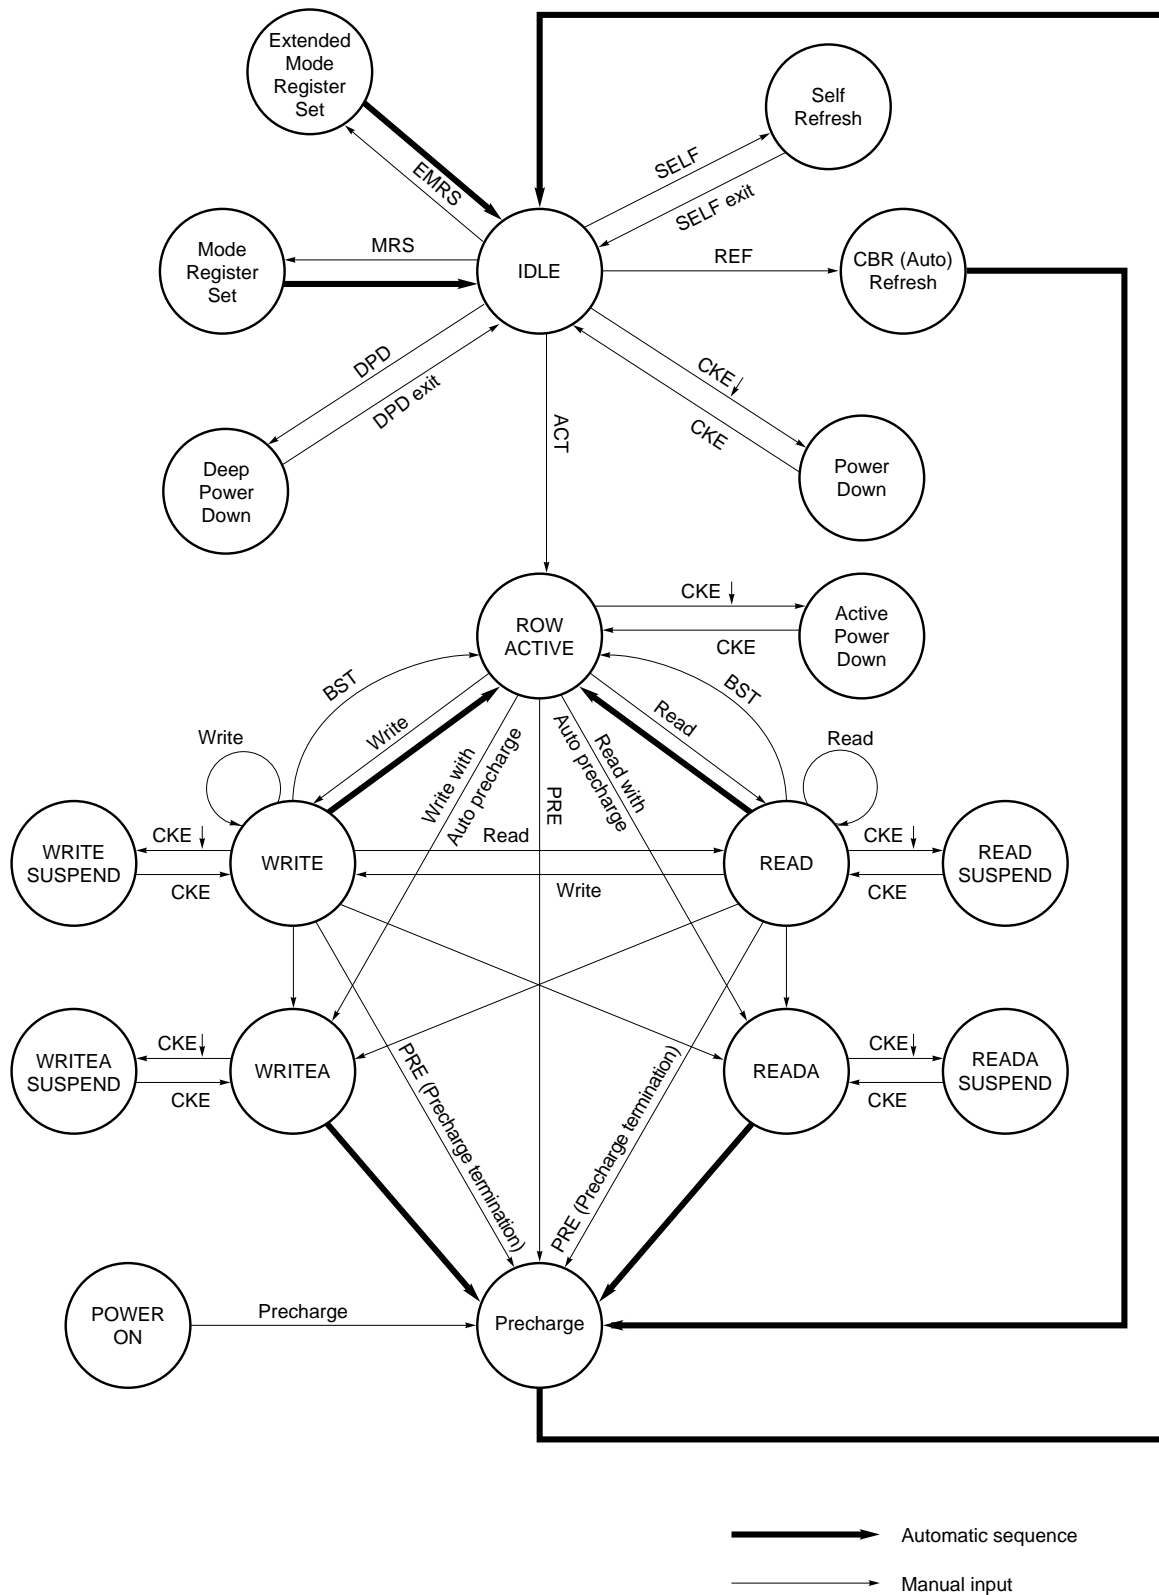 Extended
Mode
Register
Set
Self
Refresh
EMRS
SELF
SELF exit
Mode
Register
Set
MRS
IDLE
REF
CBR (Auto)
Refresh
DPD
DPD exit
CKE
CKE
ACT
Deep
Power
Down
Power
Down
ROW
ACTIVE
CKE
CKE
Active
Power
Down
BST
Write
Write with
Auto precharge
PRE
Auto precharge
Read with
Read
BST
Write
Read
WRITE
SUSPEND
CKE
CKE
WRITE
Read
Write
READ
CKE
CKE
READ
SUSPEND
WRITEA
SUSPEND
CKE
CKE
WRITEA
PRE (Precharge termination)
PRE (Precharge termination)
READA
CKE
CKE
READA
SUSPEND
POWER
ON
Precharge
Precharge
Automatic sequence
Manual input